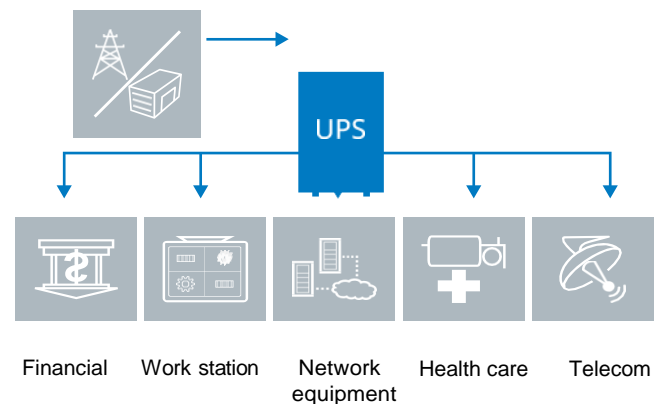 UPS
Financial
Work station
Network
equipment
Health care
Telecom